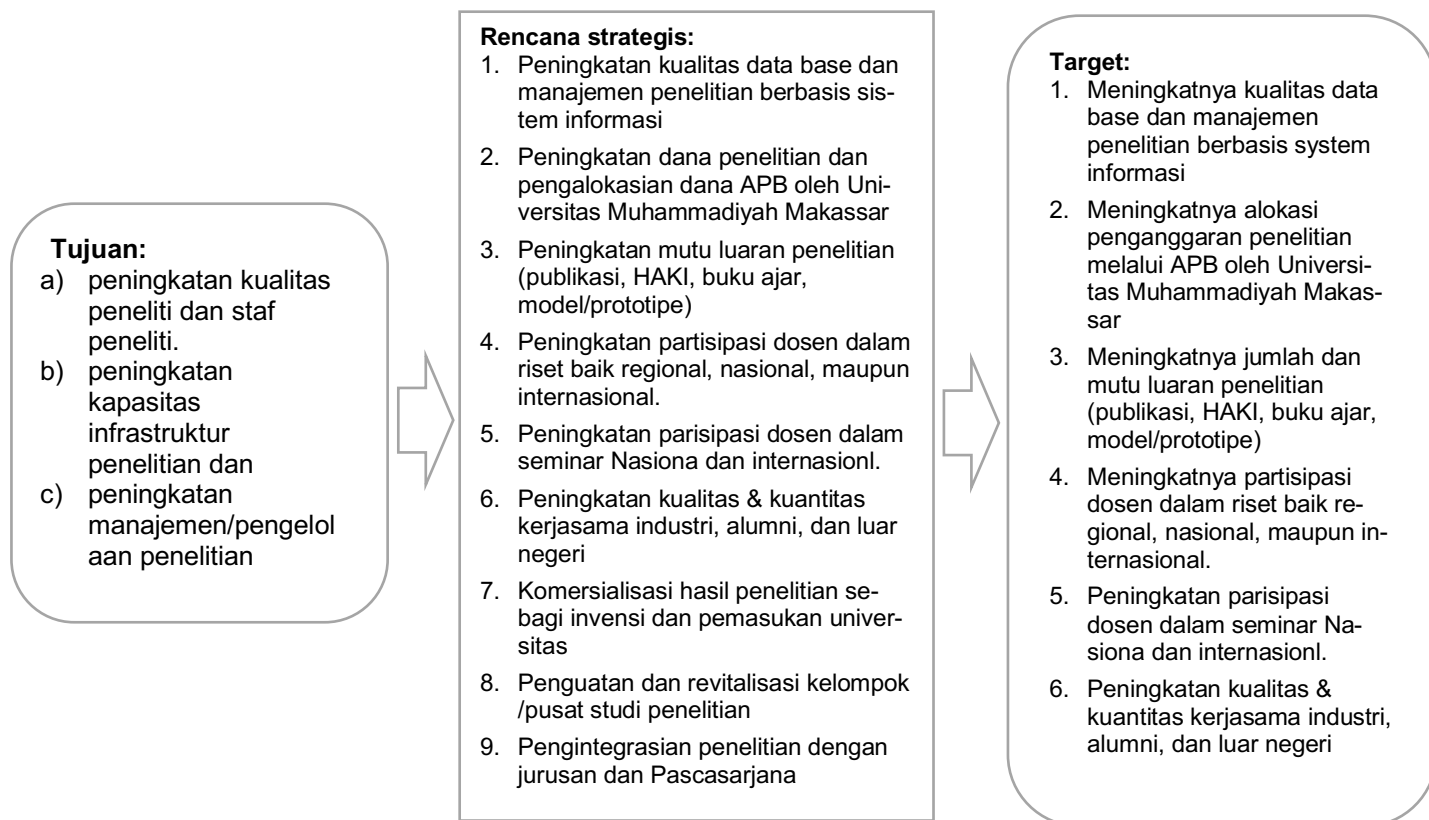 Tujuan:
a) peningkatan kualitas
peneliti dan staf
peneliti.
b) peningkatan
kapasitas
infrastruktur
penelitian dan
c) peningkatan
manajemen/pengelol
aan penelitian
Rencana strategis:
1. Peningkatan kualitas data base dan
manajemen penelitian berbasis sis-
tem informasi
2. Peningkatan dana penelitian dan
pengalokasian dana APB oleh Uni-
versitas Muhammadiyah Makassar
3. Peningkatan mutu luaran penelitian
(publikasi, HAKI, buku ajar,
model/prototipe)
4. Peningkatan partisipasi dosen dalam
riset baik regional, nasional, maupun
internasional.
5. Peningkatan parisipasi dosen dalam
seminar Nasiona dan internasionl.
6. Peningkatan kualitas & kuantitas
kerjasama industri, alumni, dan luar
negeri
7. Komersialisasi hasil penelitian se-
bagi invensi dan pemasukan univer-
sitas
8. Penguatan dan revitalisasi kelompok
/pusat studi penelitian
9. Pengintegrasian penelitian dengan
jurusan dan Pascasarjana
Target:
1. Meningkatnya kualitas data
base dan manajemen
penelitian berbasis system
informasi
2. Meningkatnya alokasi
penganggaran penelitian
melalui APB oleh Universi-
tas Muhammadiyah Makas-
sar
3. Meningkatnya jumlah dan
mutu luaran penelitian
(publikasi, HAKI, buku ajar,
model/prototipe)
4. Meningkatnya partisipasi
dosen dalam riset baik re-
gional, nasional, maupun in-
ternasional.
5. Peningkatan parisipasi
dosen dalam seminar Na-
siona dan internasionl.
6. Peningkatan kualitas &
kuantitas kerjasama industri,
alumni, dan luar negeri